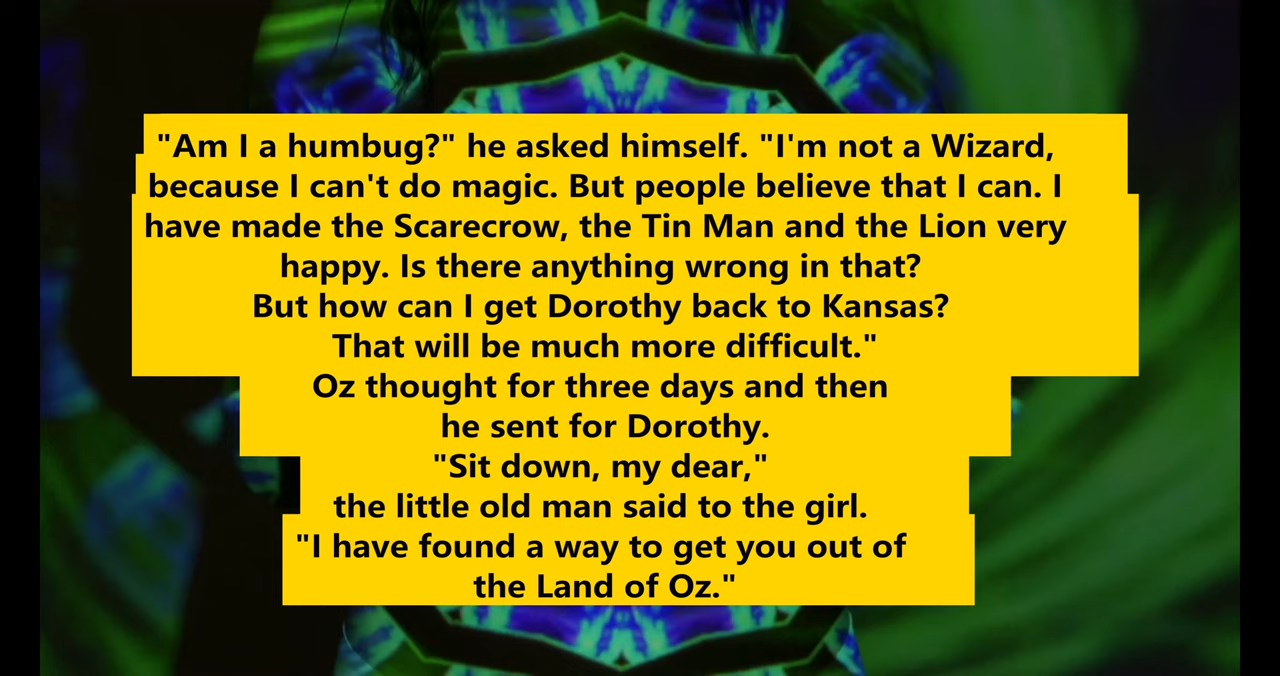 "Am I a humbug?" he asked himself. "I'm not a Wizard,
because I can't do magic. But people believe that I can. I
have made the Scarecrow, the Tin Man and the Lion very
happy. Is there anything wrong in that?
But how can I get Dorothy back to Kansas?
That will be much more difficult."
Oz thought for three days and then
he sent for Dorothy.
"Sit down, my dear,"
the little old man said to the girl.
"I have found a way to get you out of
the Land of Oz."